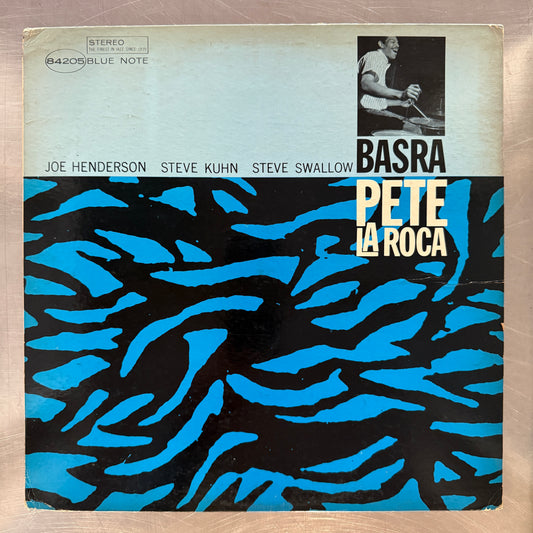 STEREO
THE FINEST IN JAZZ SINCE 1939
84205 BLUE NOTE
JOE HENDERSON STEVE KUHN STEVE SWALLOW BASRA
PETE
LA ROCA